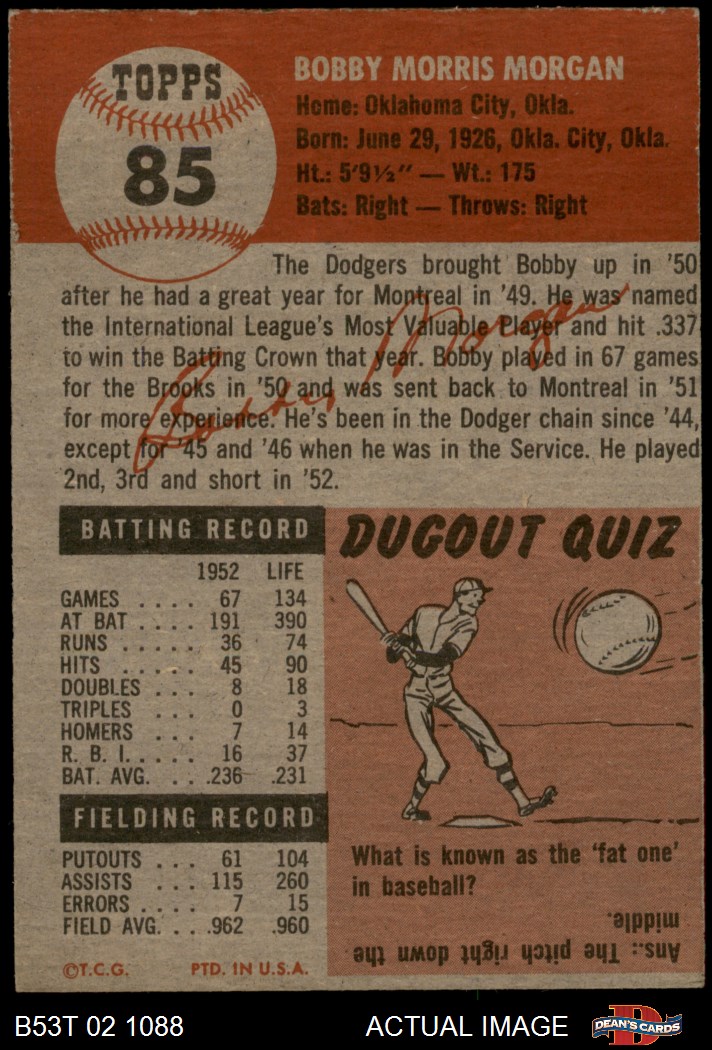 TOPPS
85
BOBBY MORRIS MORGAN
Home: Oklahoma City, Okla.
Born: June 29, 1926, Okla. City, Okla.
Ht.: 5'9½" — Wt.: 175
Bats: Right — Throws: Right
The Dodgers brought Bobby up in '50
after he had a great year for Montreal in '49. He was named
the International League's Most Valuable Player and hit .337
to win the Batting Crown that year. Bobby played in 67 games
for the Brooks in '50 and was sent back to Montreal in '51
for more experience. He's been in the Dodger chain since '44,
except for '45 and '46 when he was in the Service. He played
2nd, 3rd and short in '52.
Bobby Morgan
BATTING RECORD
1952 LIFE
GAMES . . . . 67 134
AT BAT . . . . 191 390
RUNS . . . . . 36 74
HITS . . . . 45 90
DOUBLES . . . 8 18
TRIPLES . . . 0 3
HOMERS . . . 7 14
R. B. I. . . . . 16 37
BAT. AVG. . . .236 .231
FIELDING RECORD
PUTOUTS . . . 61 104
ASSISTS . . . 115 260
ERRORS . . . . 7 15
FIELD AVG. . . .962 .960
©T.C.G. PTD. IN U.S.A.
DUGOUT QUIZ
What is known as the 'fat one'
in baseball?
Ans.: The pitch right down the
middle.
B53T 02 1088 ACTUAL IMAGE
D
DEAN'S CARDS